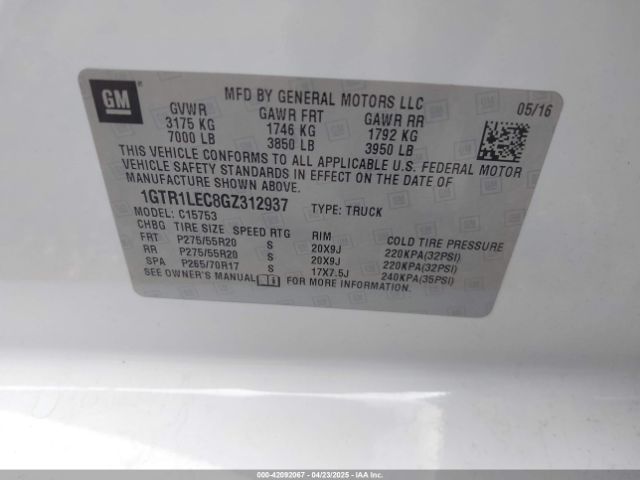 GM
MFD BY GENERAL MOTORS LLC
05/16
GVWR GAWR FRT GAWR RR
3175 KG 1746 KG 1792 KG
7000 LB 3850 LB 3950 LB
THIS VEHICLE CONFORMS TO ALL APPLICABLE U.S. FEDERAL MOTOR
VEHICLE SAFETY STANDARDS IN EFFECT ON THE DATE OF
MANUFACTURE SHOWN ABOVE.
1GTR1LEC8GZ312937 TYPE: TRUCK
MODEL: C15753
CHBG TIRE SIZE SPEED RTG RIM COLD TIRE PRESSURE
FRT P275/55R20 S 20X9J 220KPA(32PSI)
RR P275/55R20 S 20X9J 220KPA(32PSI)
SPA P265/70R17 S 17X7.5J 240KPA(35PSI)
SEE OWNER'S MANUAL FOR MORE INFORMATION.
000-42092067 - 04/23/2025 - IAAI.COM